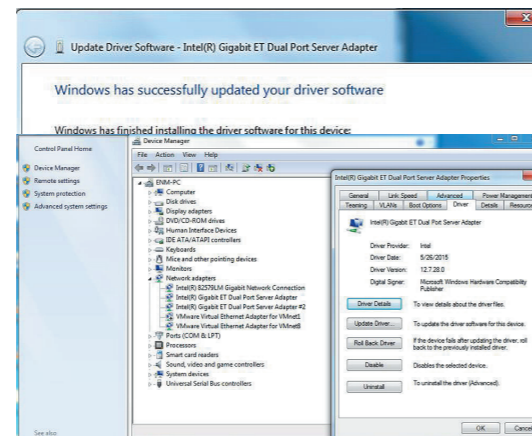 Update Driver Software - Intel(R) Gigabit ET Dual Port Server Adapter
Windows has successfully updated your driver software
Windows has finished installing the driver software for this device:
Control Panel Home
Device Manager
Remote settings
System protection
Advanced system settings
See also
Device Manager
File Action View Help
ENM-PC
Computer
Disk drives
Display adapters
DVD/CD-ROM drives
Human Interface Devices
IDE ATA/ATAPI controllers
Keyboards
Mice and other pointing devices
Monitors
Network adapters
Intel(R) 82579LM Gigabit Network Connection
Intel(R) Gigabit ET Dual Port Server Adapter
Intel(R) Gigabit ET Dual Port Server Adapter #2
VMware Virtual Ethernet Adapter for VMnet1
VMware Virtual Ethernet Adapter for VMnet8
Ports (COM & LPT)
Processors
Smart card readers
Sound, video and game controllers
System devices
Universal Serial Bus controllers
Intel(R) Gigabit ET Dual Port Server Adapter Properties
General Link Speed Advanced Power Management
Teaming VLANs Boot Options Driver Details Resourc
Intel(R) Gigabit ET Dual Port Server Adapter
Driver Provider: Intel
Driver Date: 5/26/2015
Driver Version: 12.7.28.0
Digital Signer: Microsoft Windows Hardware Compatibility
Publisher
Driver Details To view details about the driver files.
Update Driver... To update the driver software for this device.
Roll Back Driver If the device fails after updating the driver, roll
back to the previously installed driver.
Disable Disables the selected device.
Uninstall To uninstall the driver (Advanced).
OK Cancel